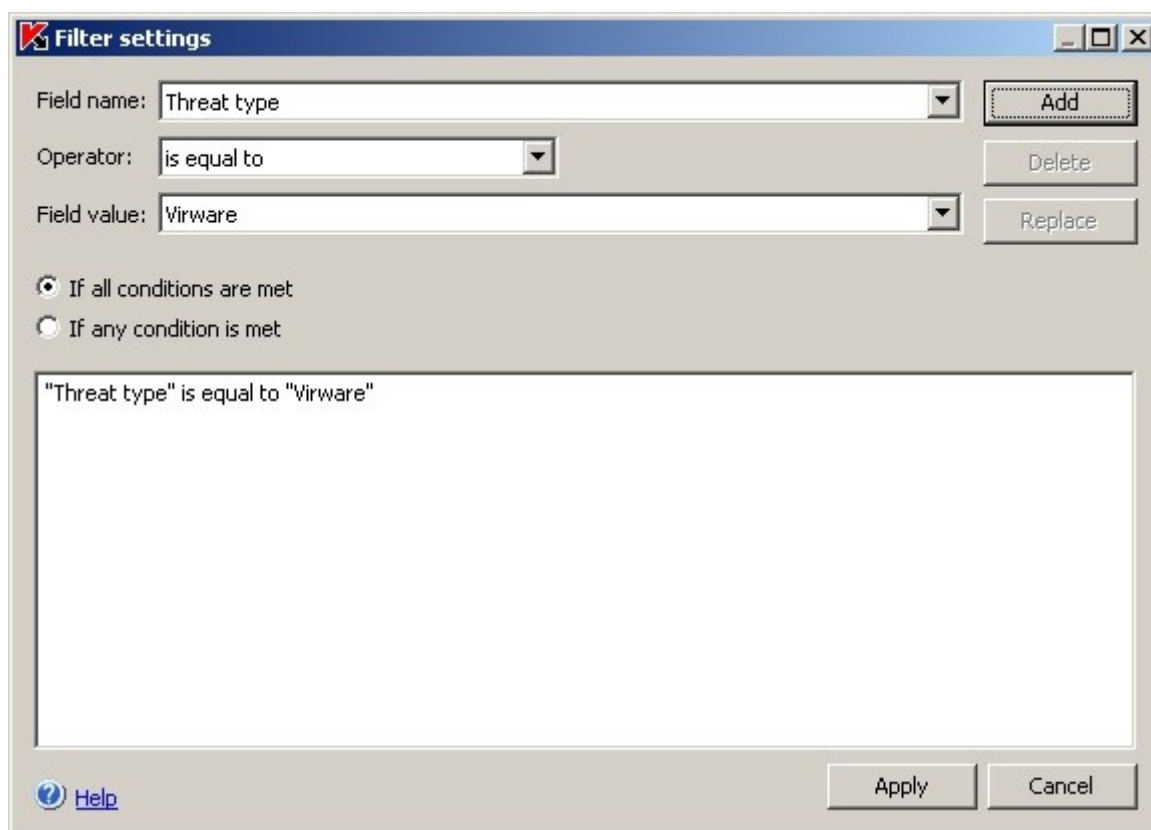 Filter settings
Field name: Threat type Add
Operator: is equal to Delete
Field value: Virware Replace
If all conditions are met
If any condition is met
"Threat type" is equal to "Virware"
Help Apply Cancel